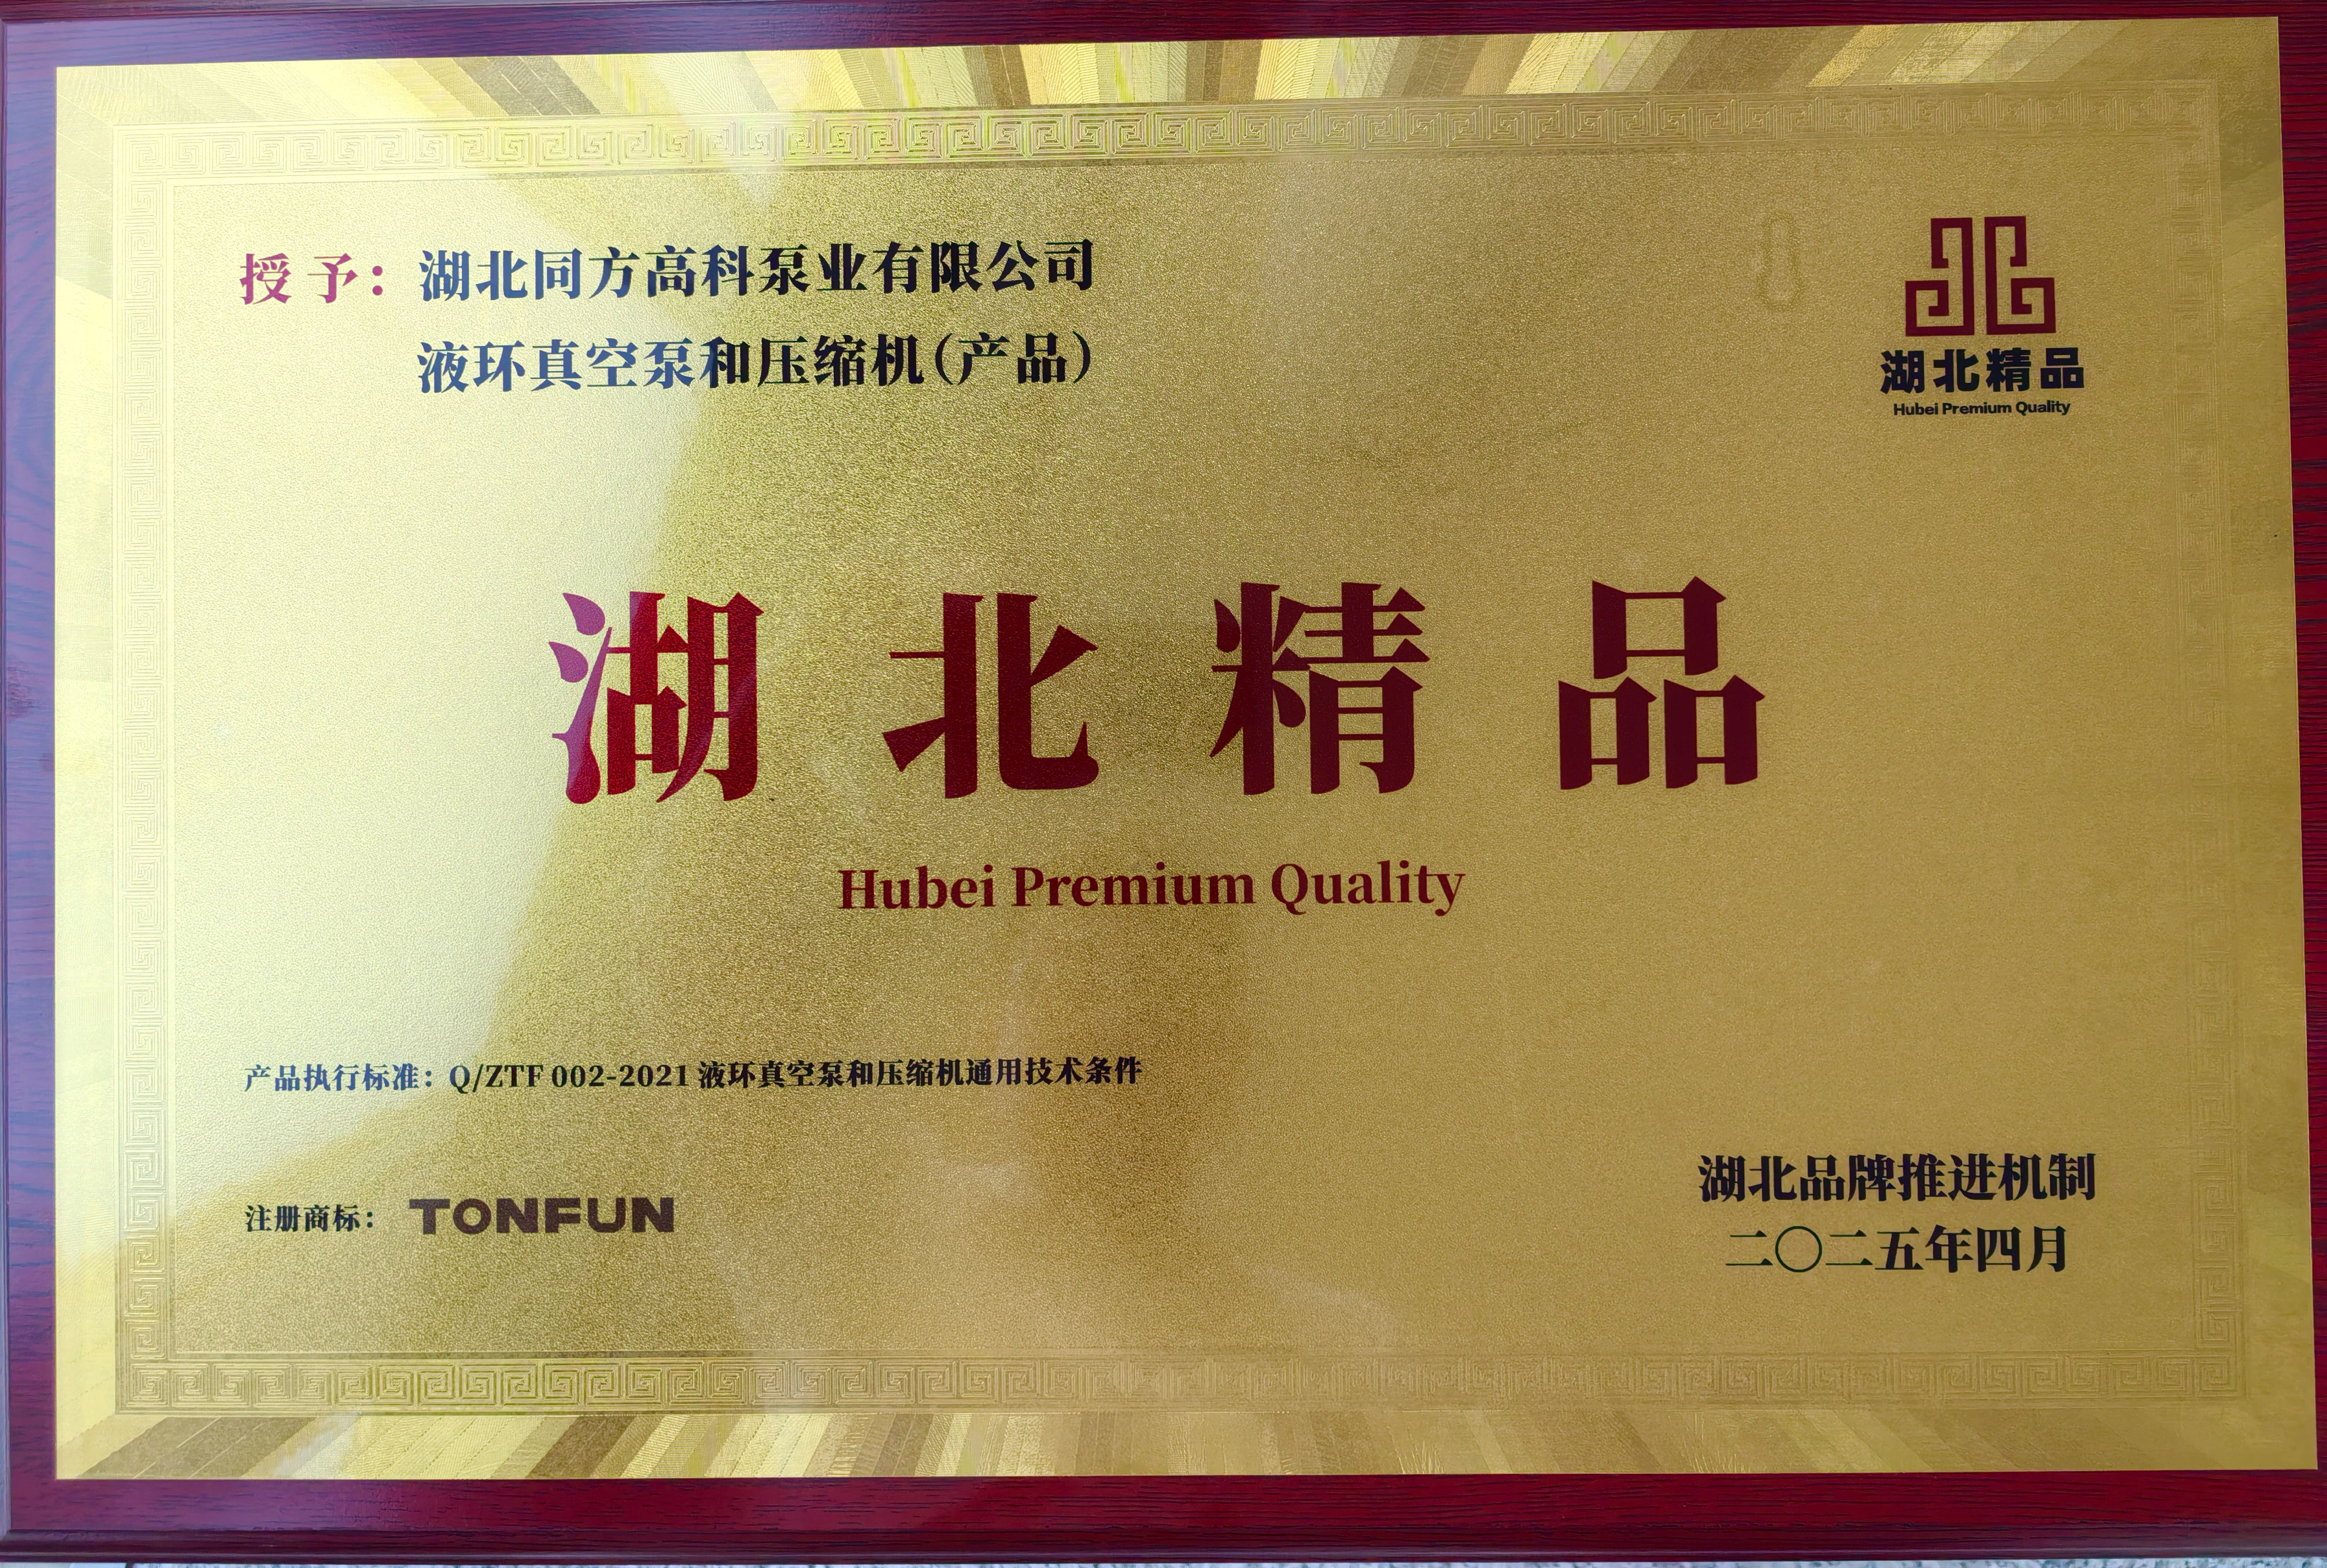 授予：湖北同方高科泵业有限公司
液环真空泵和压缩机（产品）
湖北精品
Hubei Premium Quality
湖北精品
Hubei Premium Quality
产品执行标准：Q/ZTF 002-2021 液环真空泵和压缩机通用技术条件
注册商标：TONFUN
湖北品牌推进机制
二〇二五年四月